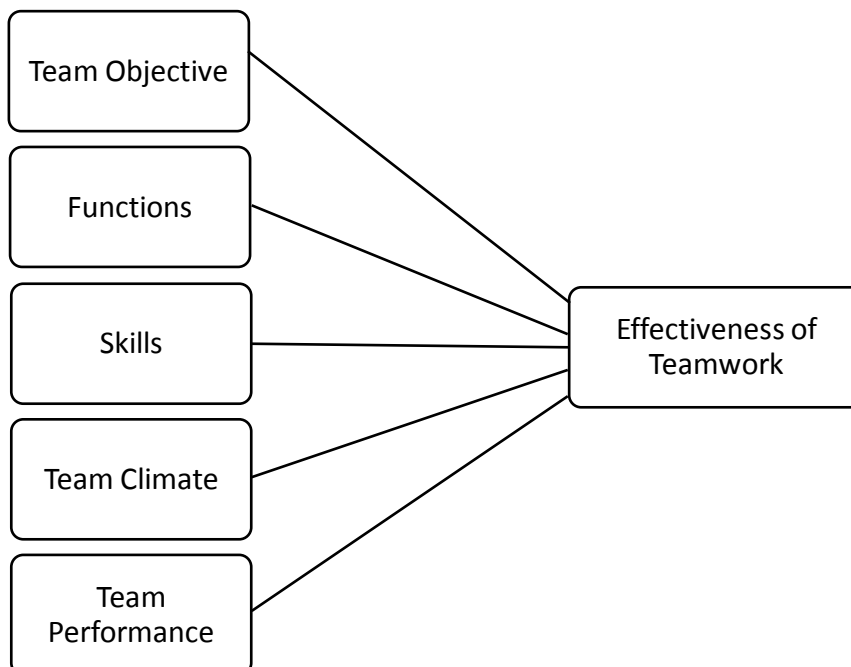 Team Objective
Functions
Skills
Team Climate
Team
Performance
Effectiveness of
Teamwork